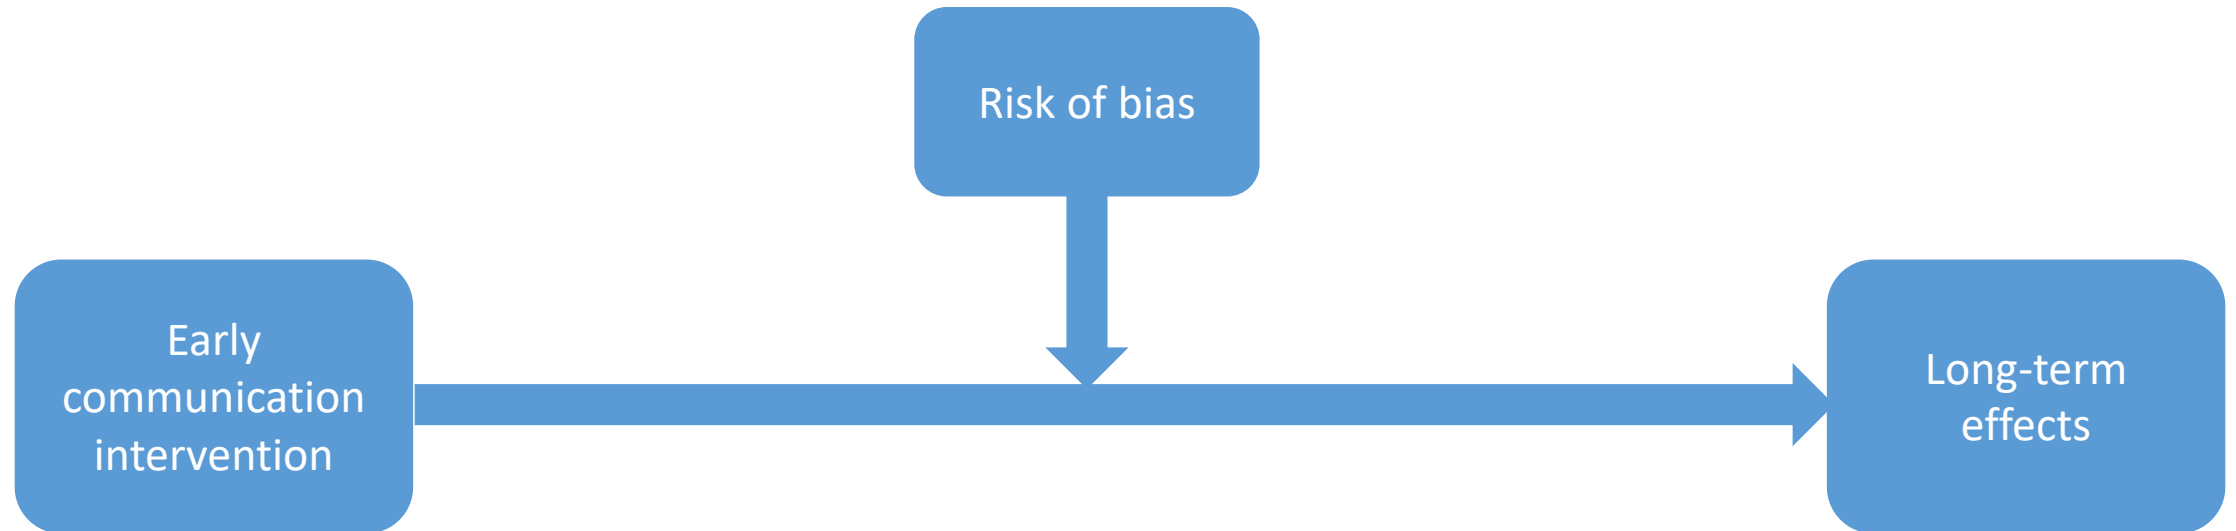 Risk of bias
Early
communication
intervention
Long-term
effects